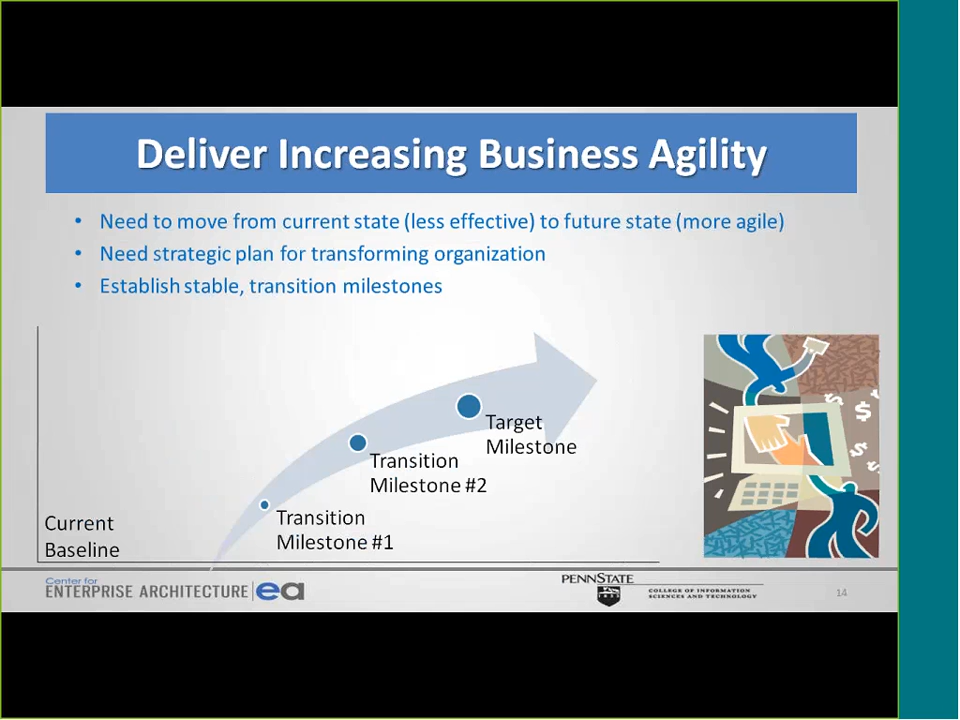 Deliver Increasing Business Agility
• Need to move from current state (less effective) to future state (more agile)
• Need strategic plan for transforming organization
• Establish stable, transition milestones
Target
Milestone
Transition
Milestone #2
Transition
Milestone #1
Current
Baseline
$
$
$
$
Center for
ENTERPRISE ARCHITECTURE
ea
PENNSTATE
1855
COLLEGE OF INFORMATION
SCIENCES AND TECHNOLOGY
14